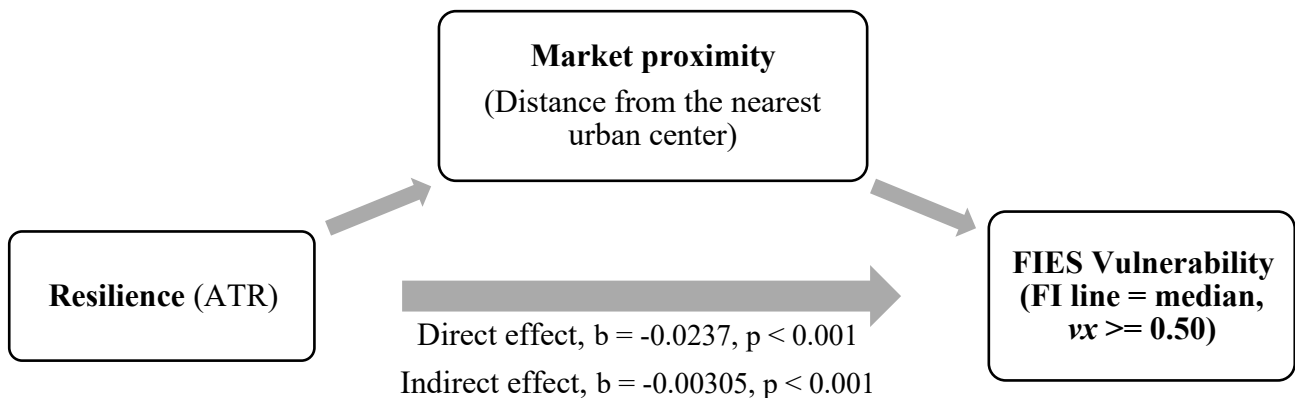 Market proximity
(Distance from the nearest
urban center)
Resilience (ATR)
FIES Vulnerability
(FI line = median,
vx >= 0.50)
Direct effect, b = -0.0237, p < 0.001
Indirect effect, b = -0.00305, p < 0.001